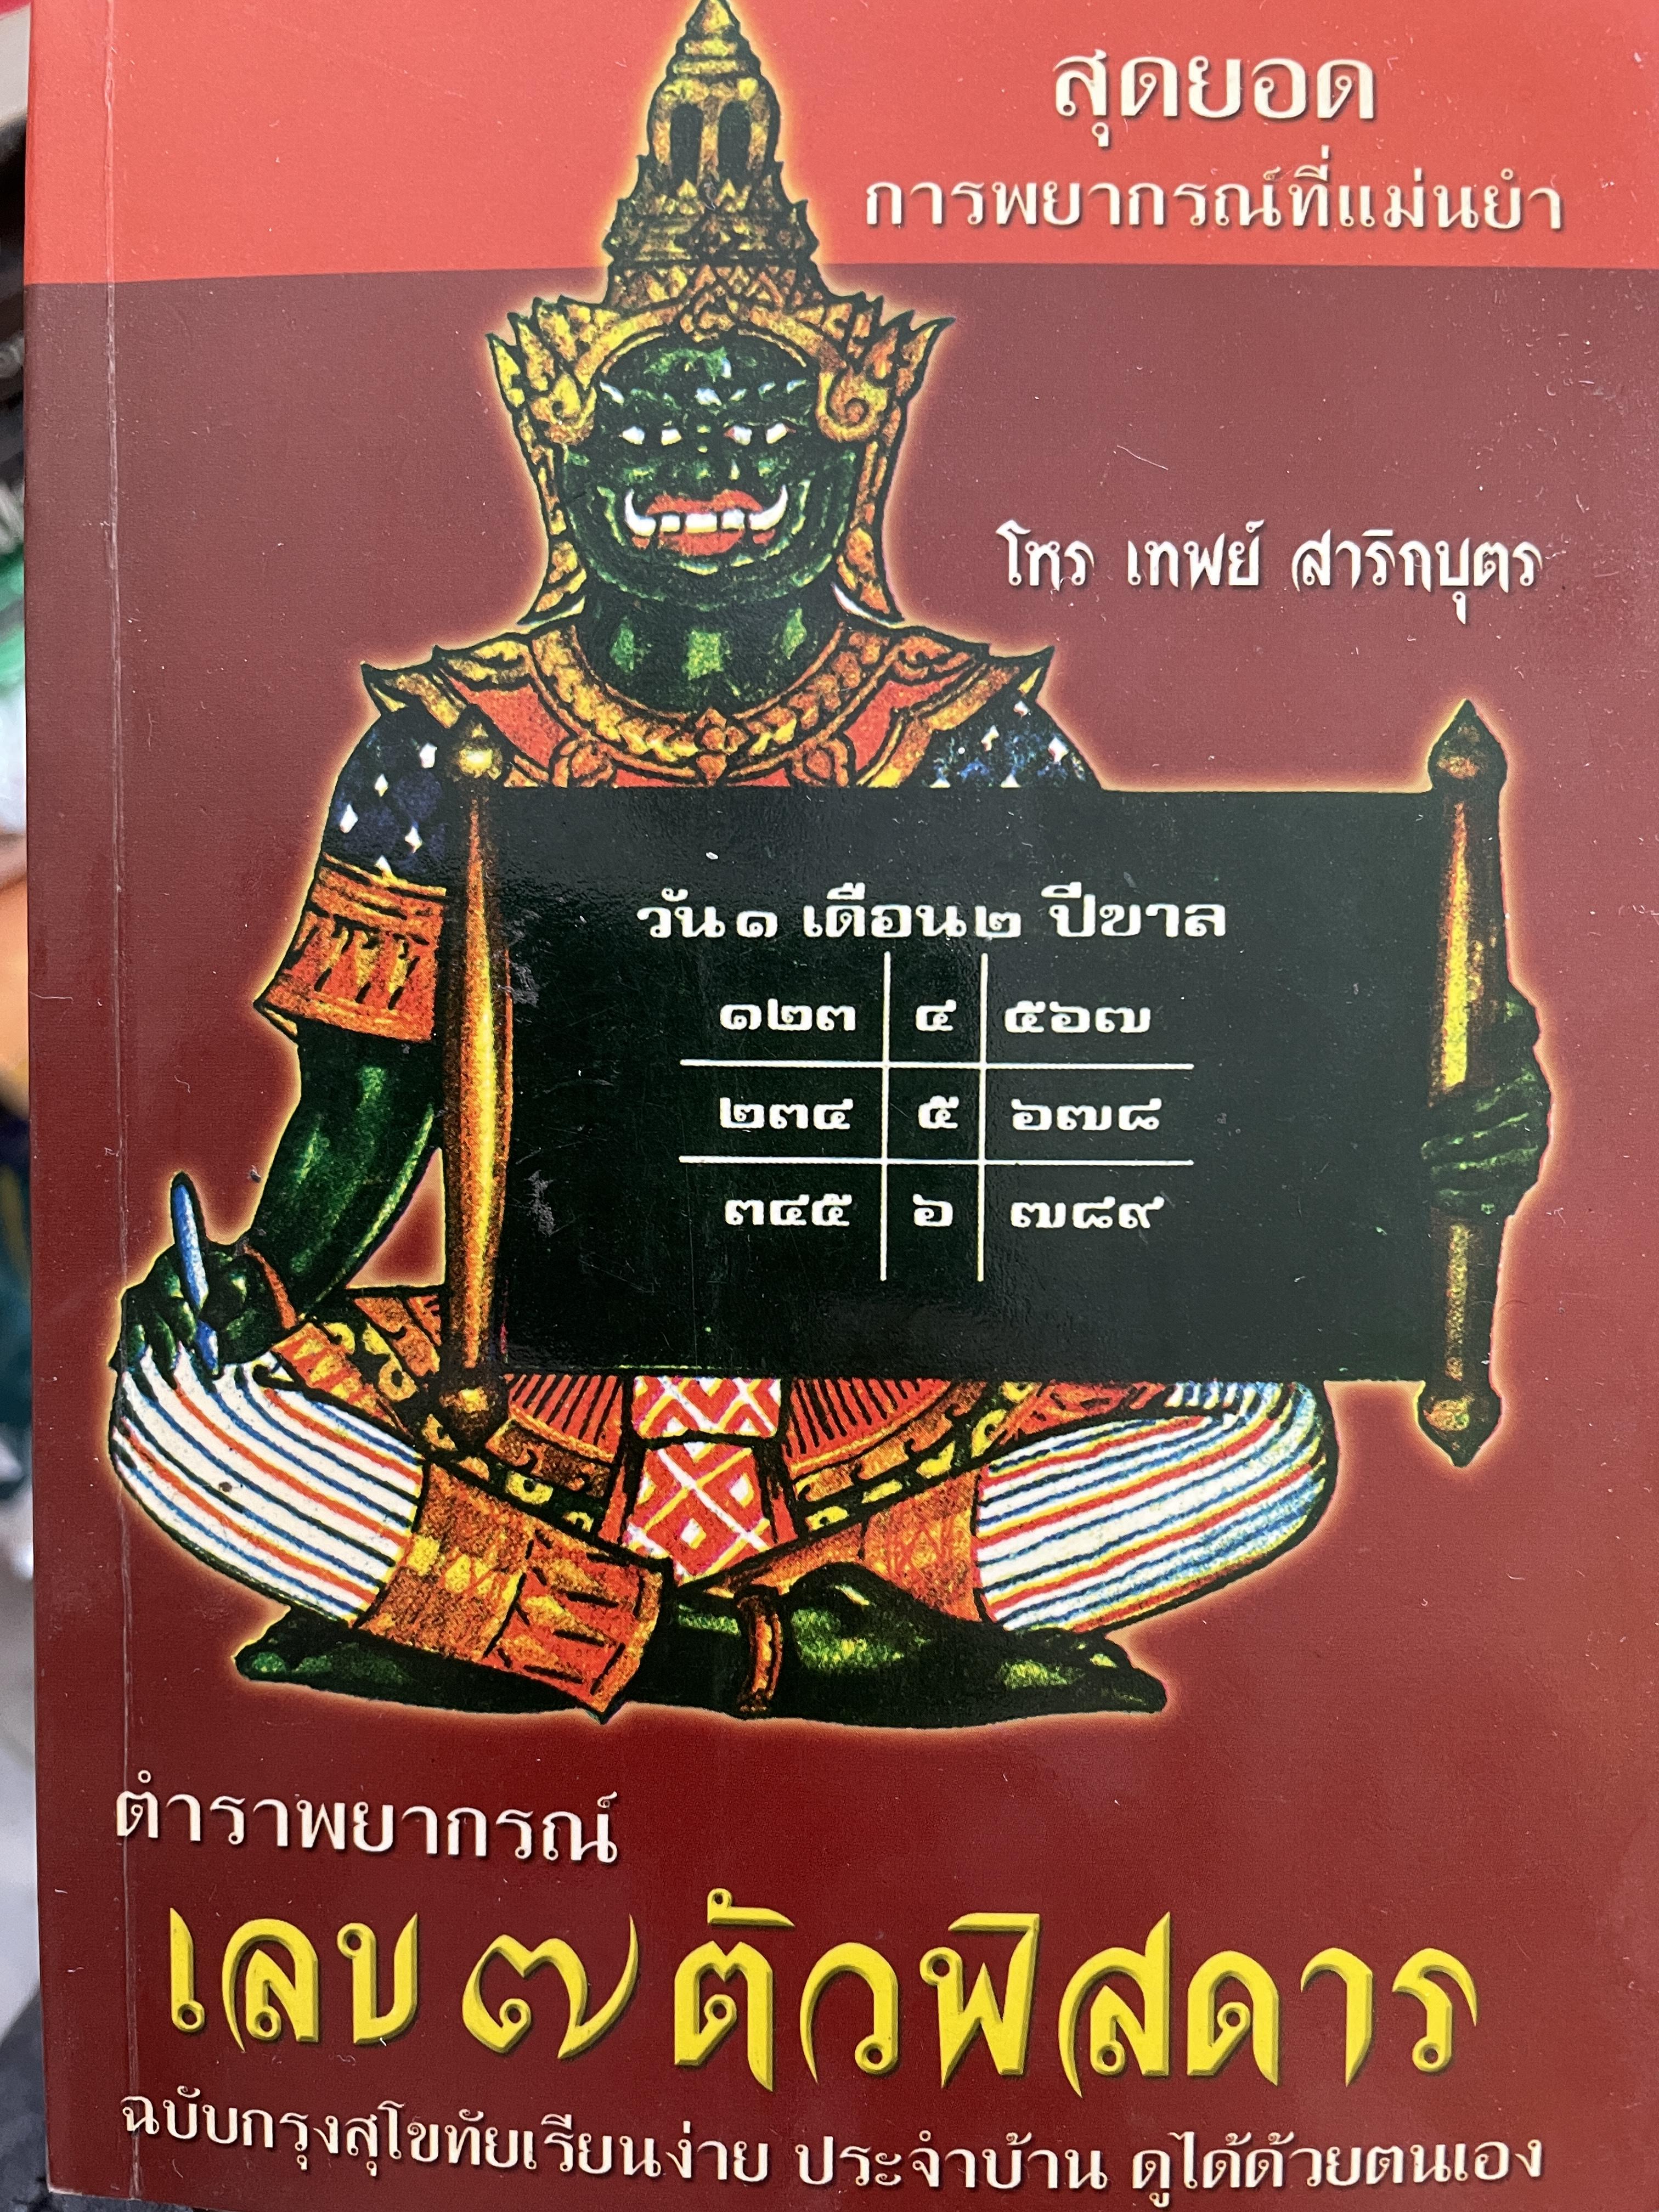 สุดยอด
การพยากรณ์ที่แม่นยำ
โหร เทพย์ สาริกบุตร
วัน ๑ เดือน ๒ ปีขาล
๑๒๓ ๔ ๕๖๗
๒๓๔ ๕ ๖๗๘
๓๔๕ ๖ ๗๘๙
ตำราพยากรณ์
เลข ๗ ตัวพิสดาร
ฉบับกรุงสุโขทัยเรียนง่าย ประจำบ้าน ดูได้ด้วยตนเอง